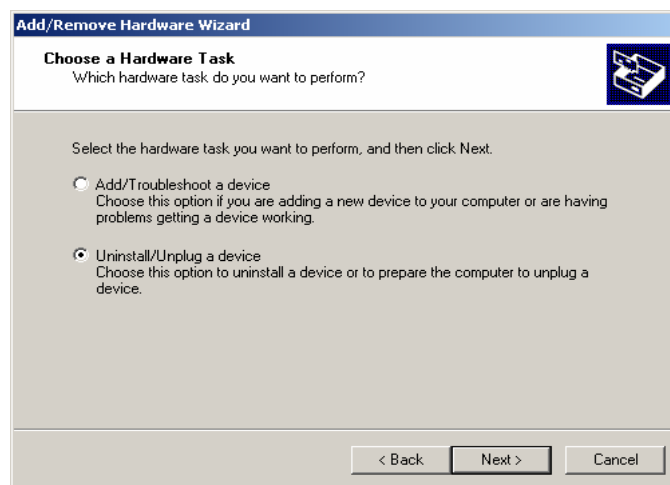 Add/Remove Hardware Wizard
Choose a Hardware Task
Which hardware task do you want to perform?
Select the hardware task you want to perform, and then click Next.
Add/Troubleshoot a device
Choose this option if you are adding a new device to your computer or are having
problems getting a device working.
Uninstall/Unplug a device
Choose this option to uninstall a device or to prepare the computer to unplug a
device.
< Back
Next >
Cancel